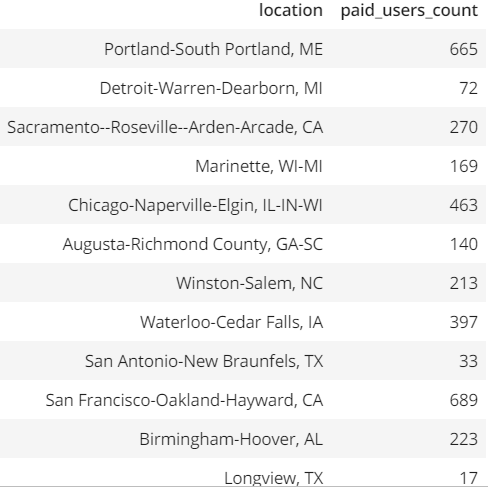 location paid_users_count
Portland-South Portland, ME 665
Detroit-Warren-Dearborn, MI 72
Sacramento--Roseville--Arden-Arcade, CA 270
Marinette, WI-MI 169
Chicago-Naperville-Elgin, IL-IN-WI 463
Augusta-Richmond County, GA-SC 140
Winston-Salem, NC 213
Waterloo-Cedar Falls, IA 397
San Antonio-New Braunfels, TX 33
San Francisco-Oakland-Hayward, CA 689
Birmingham-Hoover, AL 223
Longview, TX 17